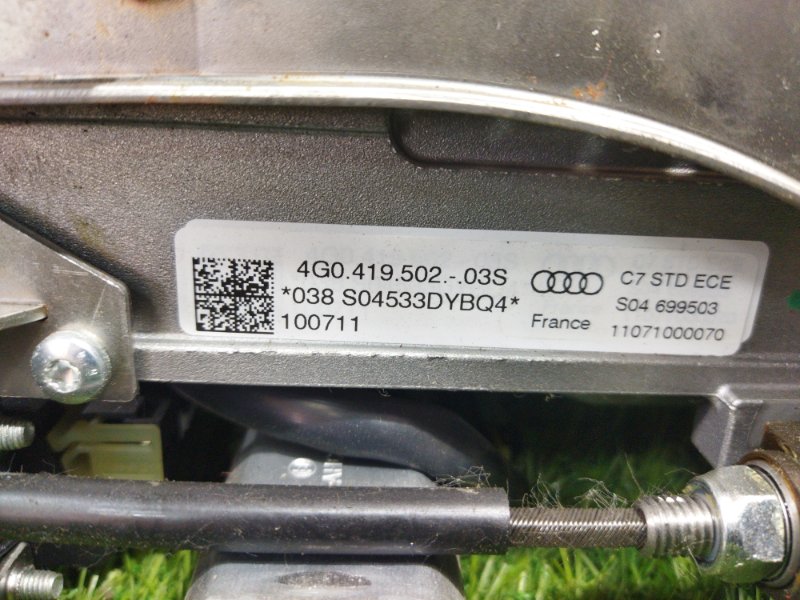 4G0.419.502.-.03S
*038 S04533DYBQ4*
100711
France
C7 STD ECE
S04 699503
11071000070